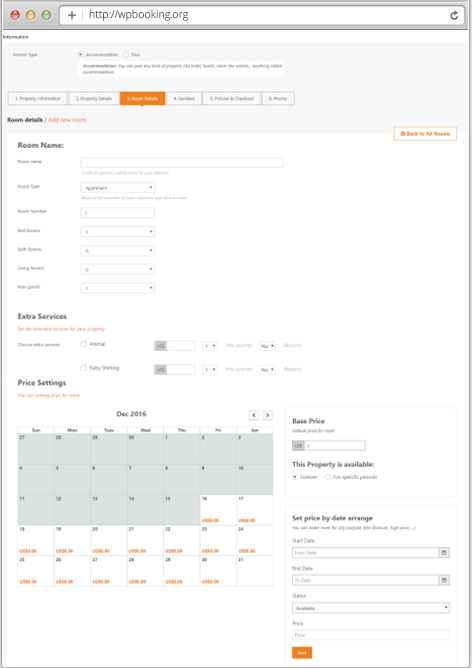 http://wpbooking.org
Information
Service Type
Accommodation Tour
Accommodation: You can post any kind of property like hotel, hostel, room like airbnb... anything called
accommodation
1. Property Information 2. Property Details 3. Room Details 4. Facilities 5. Policies & Checkout 6. Photos
Room details / Add new room
Back to All Rooms
Room Name:
Room name
Create an optional, custom name for your reference.
Room Type Apartment
Room Number 1
Bed Rooms 1
Bath Rooms 0
Living Rooms 0
Max guests 1
Extra Services
Set the extended services for your property
Choose extra services Animal US$ 1 Max quantity No Required
Baby Shitting US$ 1 Max quantity No Required
Price Settings
You can setting price for room
Dec 2016
Sun Mon Tues Wed Thu Fri Sat
27 28 29 30 1 2 3
4 5 6 7 8 9 10
11 12 13 14 15 16 17
US$0.00 US$0.00
18 19 20 21 22 23 24
US$0.00 US$0.00 US$0.00 US$0.00 US$0.00 US$0.00 US$0.00
25 26 27 28 29 30 31
US$0.00 US$0.00 US$0.00 US$0.00 US$0.00 US$0.00
Base Price
Default price for room
US$ 0
This Property is available:
Forever For specific periods
Set price by date arrange
You can make room for any purpose (like discount, high price, ...)
Start Date
From Date
End Date
To Date
Status
Available
Price
Price
Save